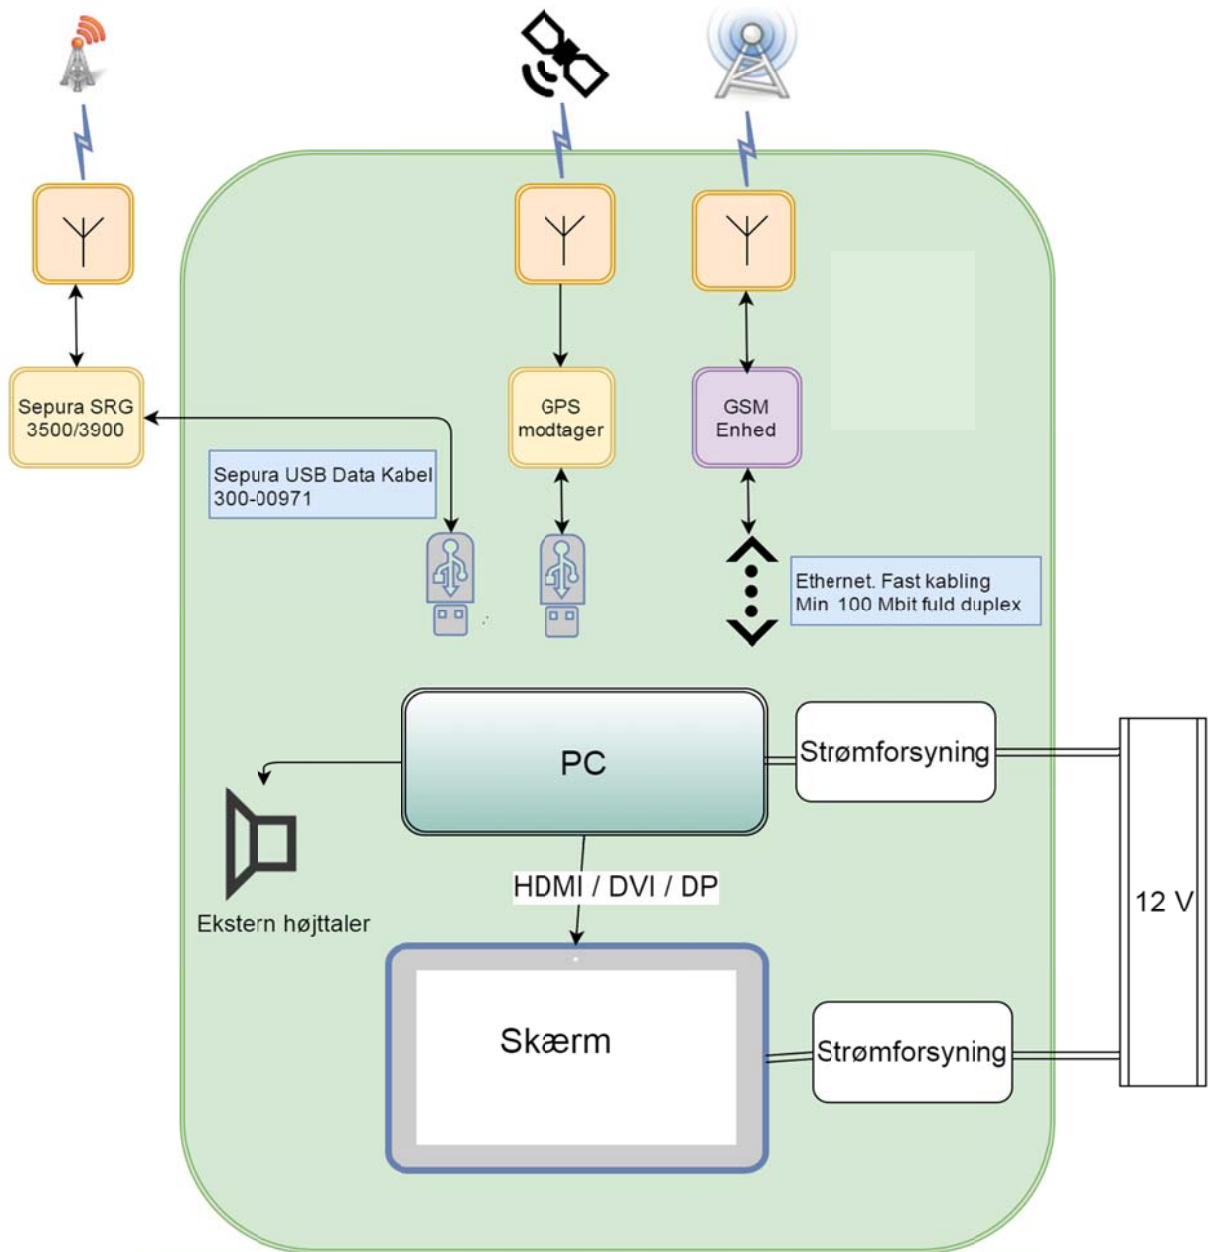 Sepura SRG
3500/3900
GPS
modtager
GSM
Enhed
Sepura USB Data Kabel
300-00971
Ethernet. Fast kabling
Min. 100 Mbit fuld duplex
PC
Strømforsyning
HDMI / DVI / DP
Ekstern højttaler
12 V
Skærm
Strømforsyning